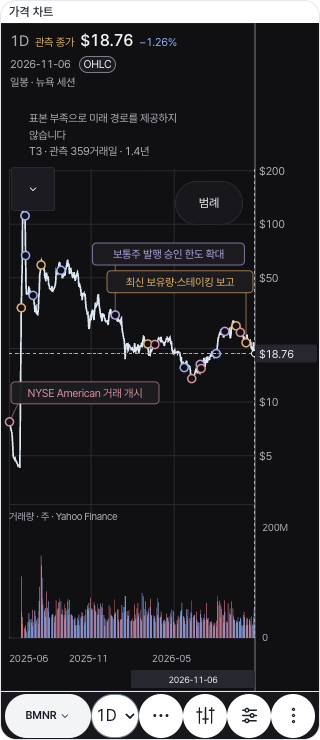 가격 차트
1D 관측 종가 $18.76 −1.26%
2026-11-06 OHLC
일봉 · 뉴욕 세션
표본 부족으로 미래 경로를 제공하지
않습니다
T3 · 관측 359거래일 · 1.4년
$200
범례
$100
보통주 발행 승인 한도 확대
최신 보유량·스테이킹 보고
$50
$18.76
NYSE American 거래 개시
$10
$5
거래량 · 주 · Yahoo Finance
200M
0
2025-06 2025-11 2026-05
2026-11-06
BMNR 1D